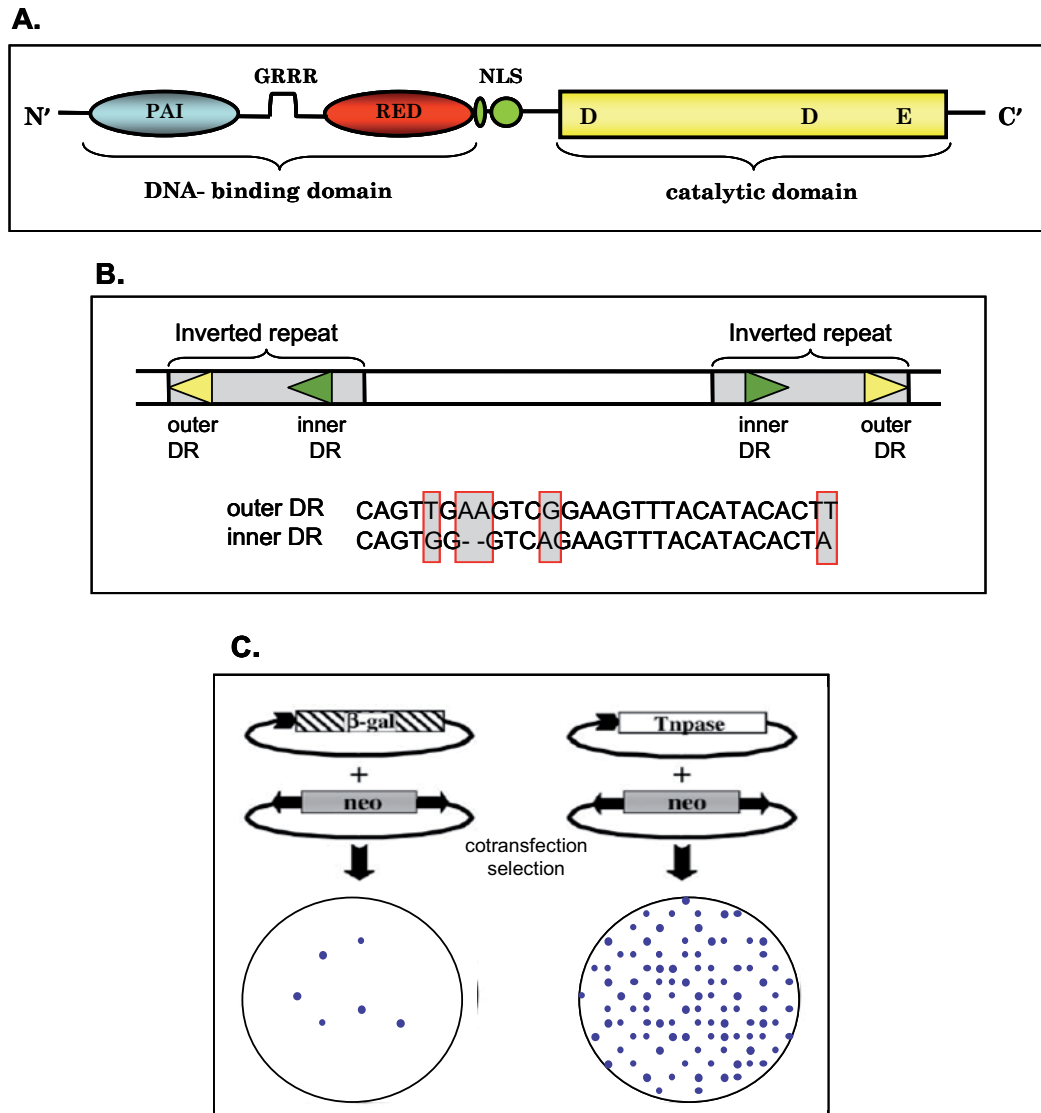 A.
GRRR
NLS
N'
PAI
RED
D
D
E
C'
DNA- binding domain
catalytic domain
B.
Inverted repeat
Inverted repeat
outer DR
inner DR
inner DR
outer DR
outer DR CAGTTGAAGTCGGAAGTTTACATACACTT
inner DR CAGTGG- -GTCAGAAGTTTACATACACTA
C.
β-gal
Tnpase
+
+
neo
neo
cotransfection
selection